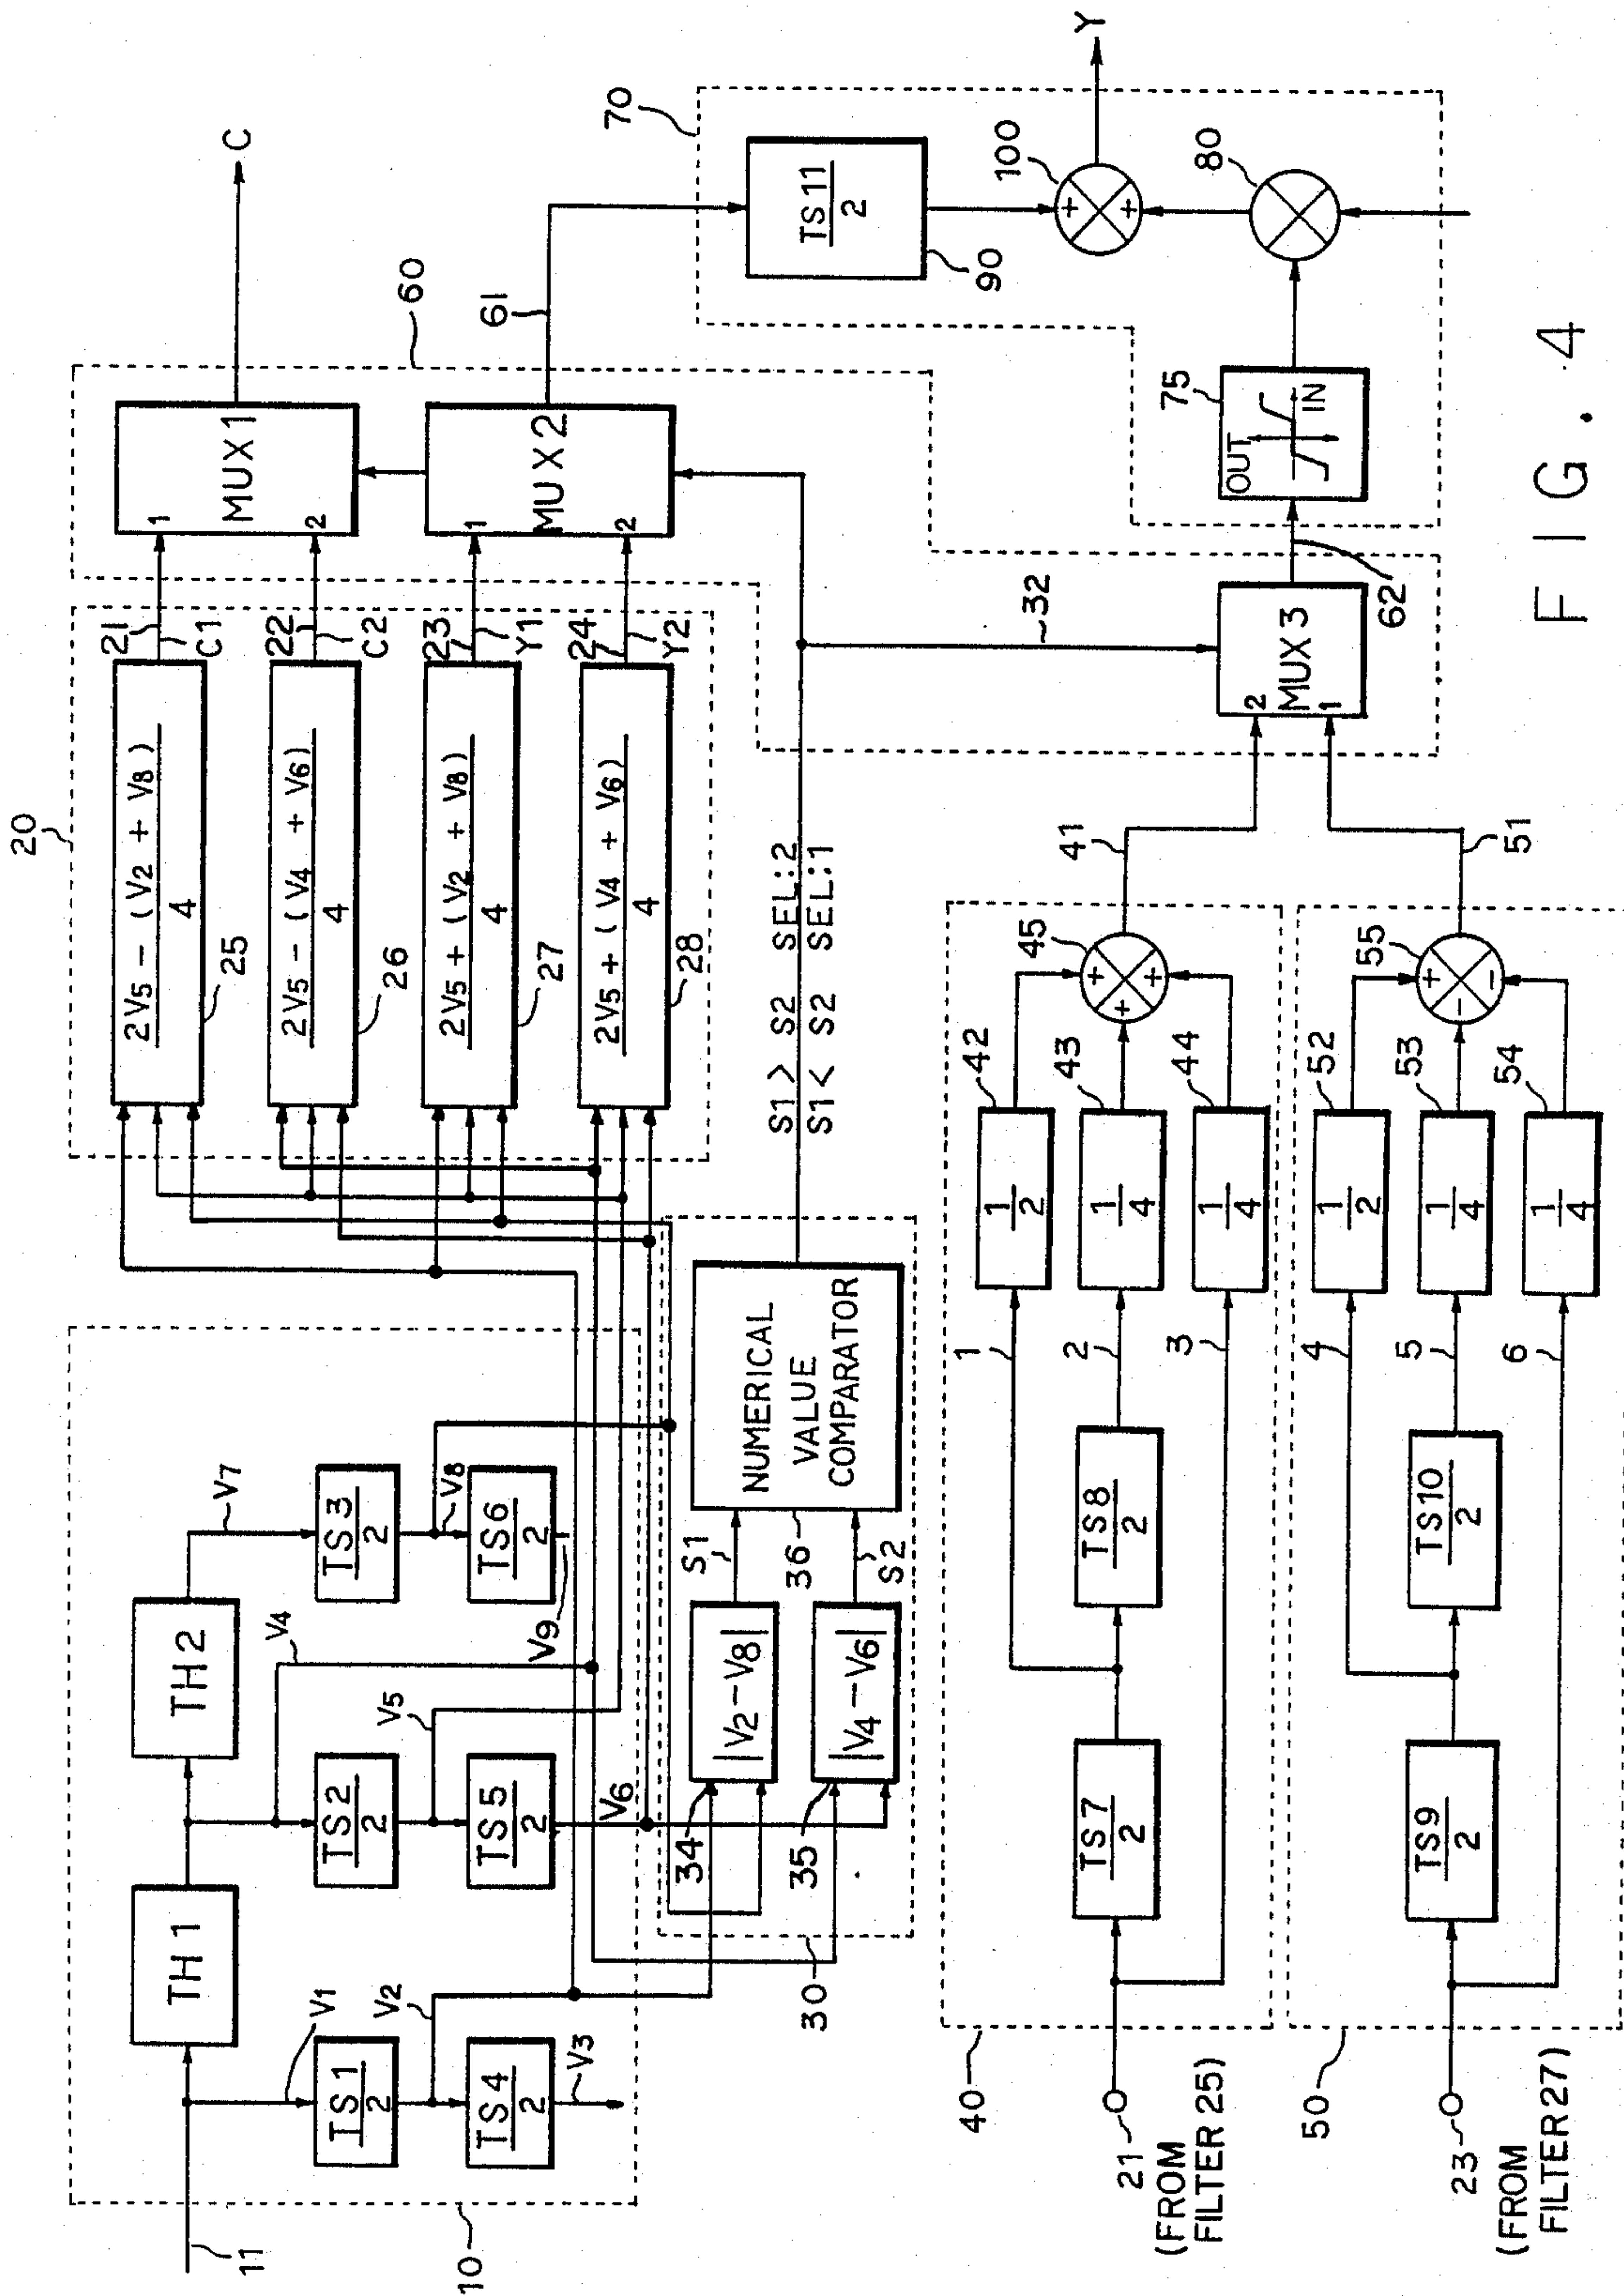 11
10
V1
TH1
TS1
2
V2
TS4
2
V3
TH2
V4
TS2
2
V5
TS5
2
V6
V7
TS3
2
V8
TS6
2
V9
20
2V5 - (V2 + V8)
4
25
21
C1
2V5 - (V4 + V6)
4
26
22
C2
2V5 + (V2 + V8)
4
27
23
Y1
2V5 + (V4 + V6)
4
28
24
Y2
30
34
|V2-V8|
35
|V4-V6|
S1
S2
36
NUMERICAL
VALUE
COMPARATOR
S1 > S2 SEL:2
S1 < S2 SEL:1
32
60
1
MUX1
2
C
1
MUX2
2
61
2
MUX3
1
62
40
21
(FROM
FILTER 25)
TS7
2
TS8
2
1
2
3
42
1
2
43
1
4
44
1
4
45
+
+
+
41
50
23
(FROM
FILTER 27)
TS9
2
TS10
2
4
5
6
52
1
2
53
1
4
54
1
4
55
+
-
-
51
70
TS11
2
90
100
+
+
Y
80
75
OUT
IN
FIG. 4